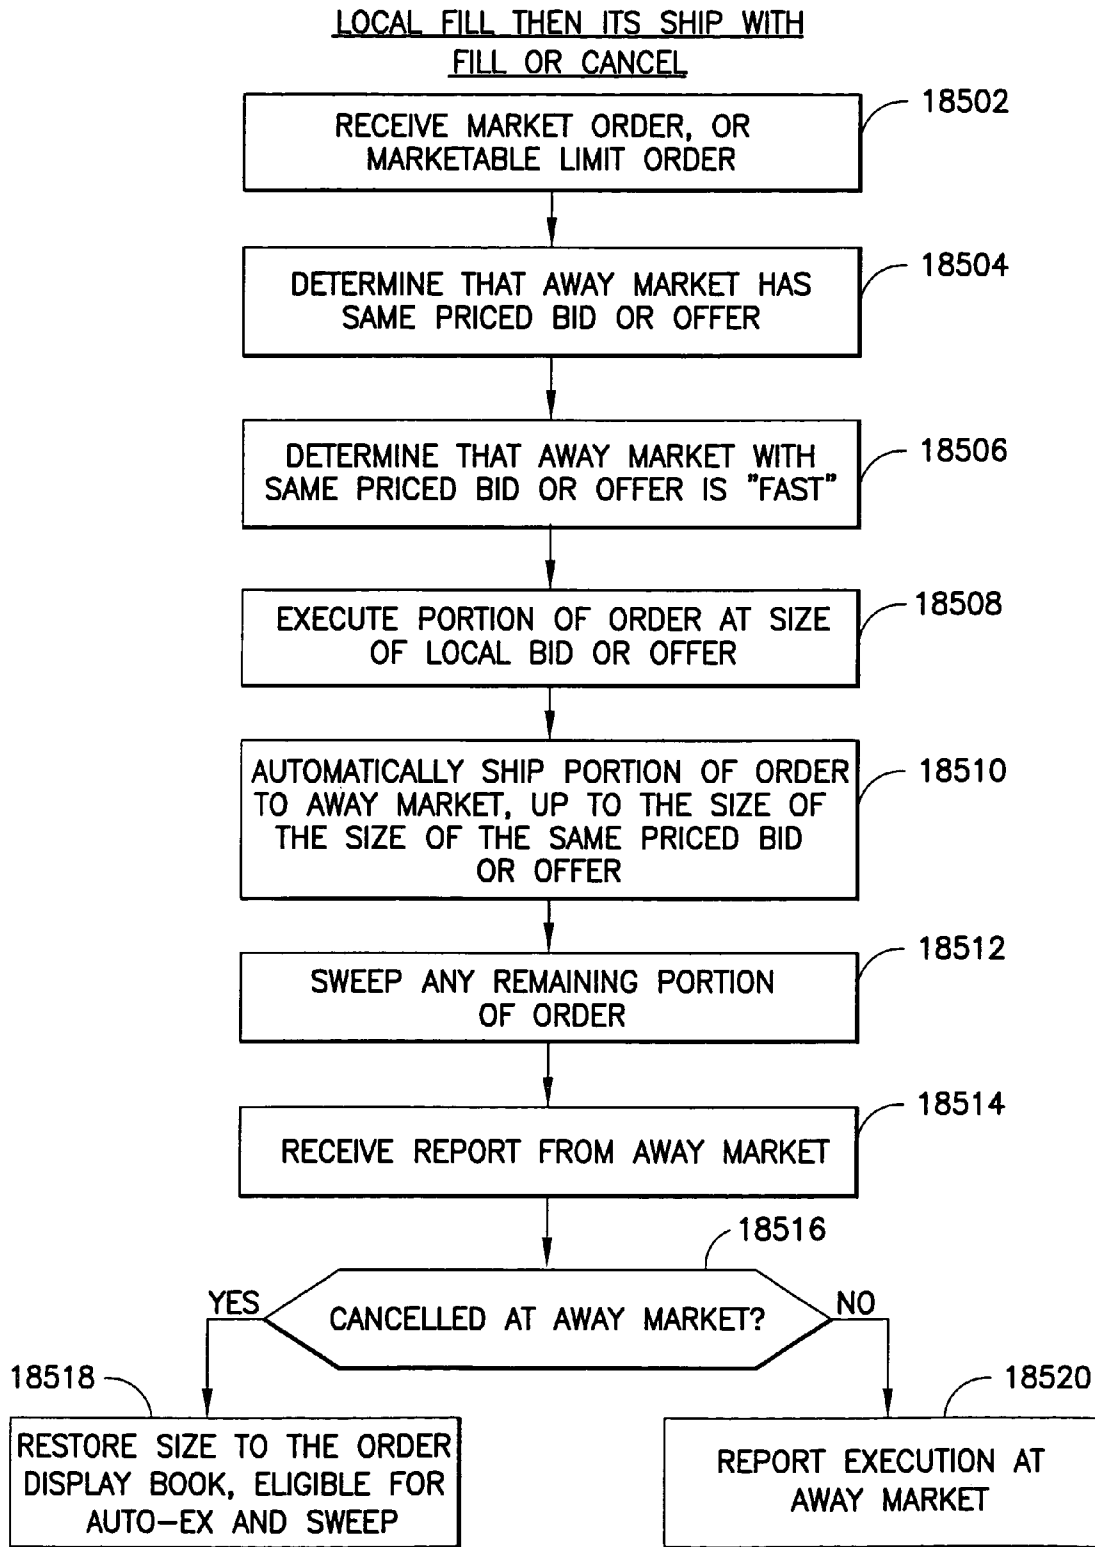 LOCAL FILL THEN ITS SHIP WITH
FILL OR CANCEL
18502
RECEIVE MARKET ORDER, OR
MARKETABLE LIMIT ORDER
18504
DETERMINE THAT AWAY MARKET HAS
SAME PRICED BID OR OFFER
18506
DETERMINE THAT AWAY MARKET WITH
SAME PRICED BID OR OFFER IS "FAST"
18508
EXECUTE PORTION OF ORDER AT SIZE
OF LOCAL BID OR OFFER
18510
AUTOMATICALLY SHIP PORTION OF ORDER
TO AWAY MARKET, UP TO THE SIZE OF
THE SIZE OF THE SAME PRICED BID
OR OFFER
18512
SWEEP ANY REMAINING PORTION
OF ORDER
18514
RECEIVE REPORT FROM AWAY MARKET
18516
YES
CANCELLED AT AWAY MARKET?
NO
18518
RESTORE SIZE TO THE ORDER
DISPLAY BOOK, ELIGIBLE FOR
AUTO-EX AND SWEEP
18520
REPORT EXECUTION AT
AWAY MARKET